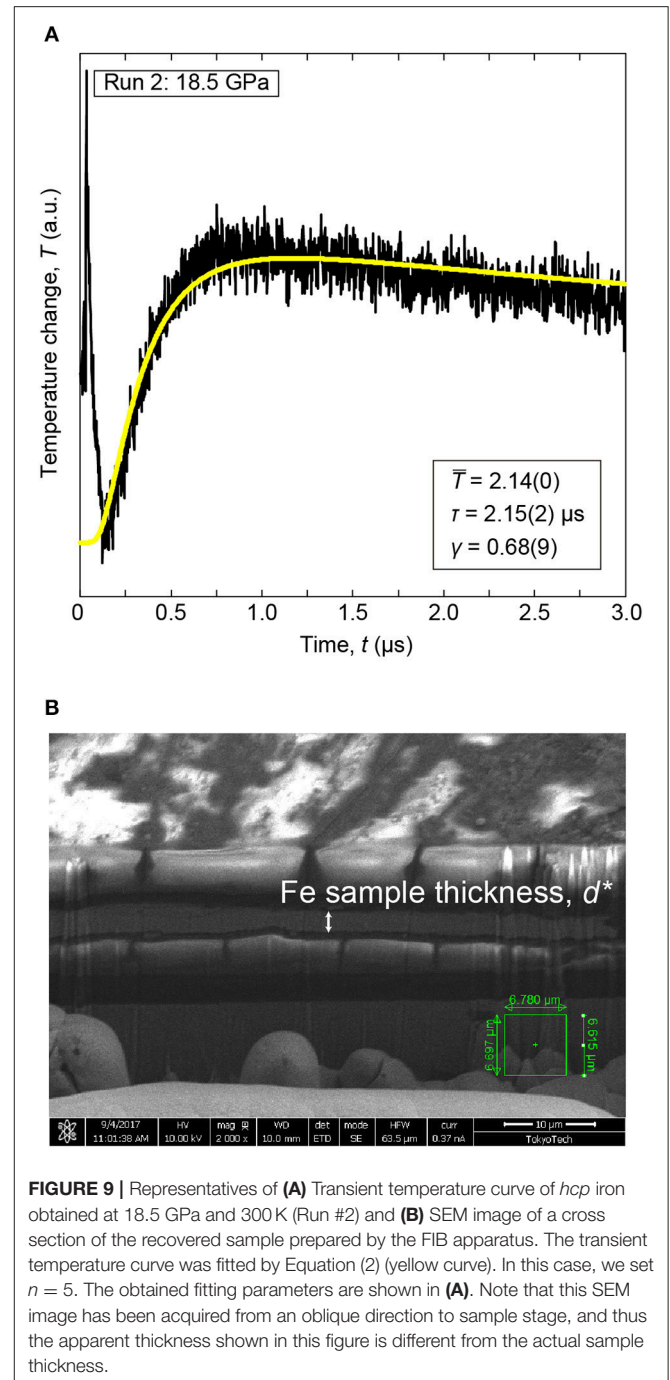 A
Run 2: 18.5 GPa
Temperature change, T (a.u.)
T̅ = 2.14(0)
τ = 2.15(2) μs
γ = 0.68(9)
0 0.5 1.0 1.5 2.0 2.5 3.0
Time, t (μs)
B
Fe sample thickness, d*
6.780 μm
6.697 μm
6.615 μm
9/4/2017 HV mag WD det mode HFW curr 10 μm
11:01:38 AM 10.00 kV 2 000 x 10.0 mm ETD SE 63.5 μm 0.37 nA TokyoTech
FIGURE 9 | Representatives of (A) Transient temperature curve of hcp iron
obtained at 18.5 GPa and 300 K (Run #2) and (B) SEM image of a cross
section of the recovered sample prepared by the FIB apparatus. The transient
temperature curve was fitted by Equation (2) (yellow curve). In this case, we set
n = 5. The obtained fitting parameters are shown in (A). Note that this SEM
image has been acquired from an oblique direction to sample stage, and thus
the apparent thickness shown in this figure is different from the actual sample
thickness.